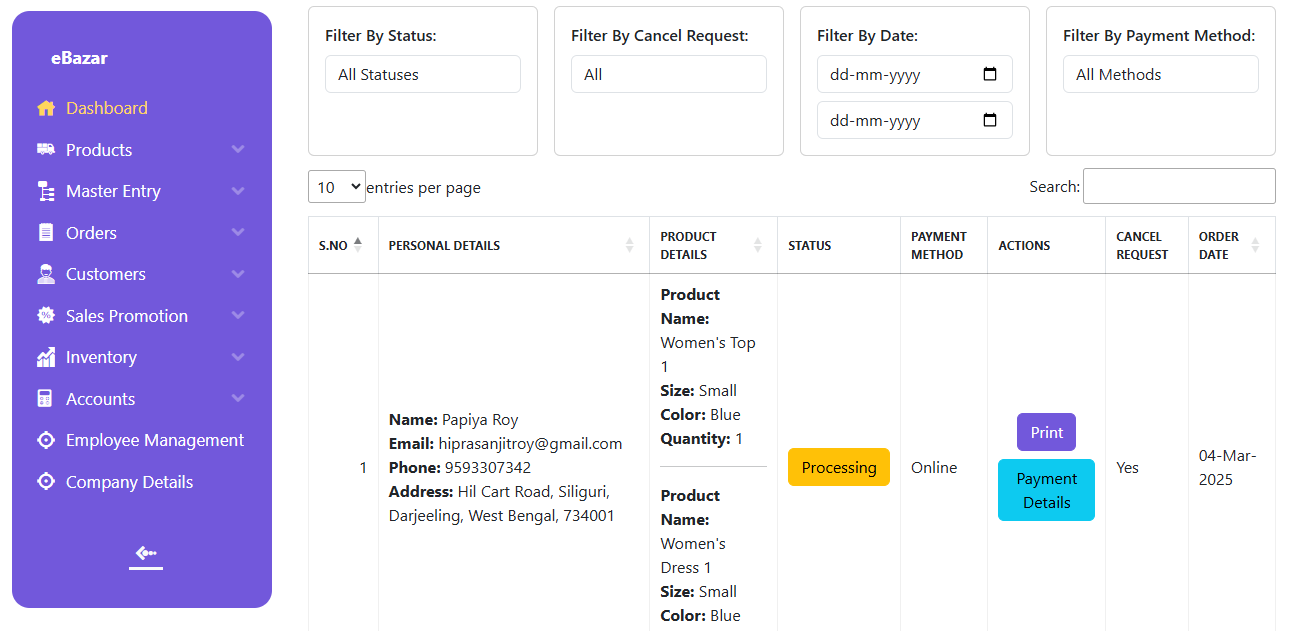 eBazar
Dashboard
Products
Master Entry
Orders
Customers
Sales Promotion
Inventory
Accounts
Employee Management
Company Details
Filter By Status:
All Statuses
Filter By Cancel Request:
All
Filter By Date:
dd-mm-yyyy
dd-mm-yyyy
Filter By Payment Method:
All Methods
10 entries per page
Search:
S.NO
PERSONAL DETAILS
PRODUCT
DETAILS
STATUS
PAYMENT
METHOD
ACTIONS
CANCEL
REQUEST
ORDER
DATE
1
Name: Papiya Roy
Email: hiprasanjitroy@gmail.com
Phone: 9593307342
Address: Hil Cart Road, Siliguri,
Darjeeling, West Bengal, 734001
Product
Name:
Women's Top
1
Size: Small
Color: Blue
Quantity: 1
Product
Name:
Women's
Dress 1
Size: Small
Color: Blue
Processing
Online
Print
Payment
Details
Yes
04-Mar-
2025